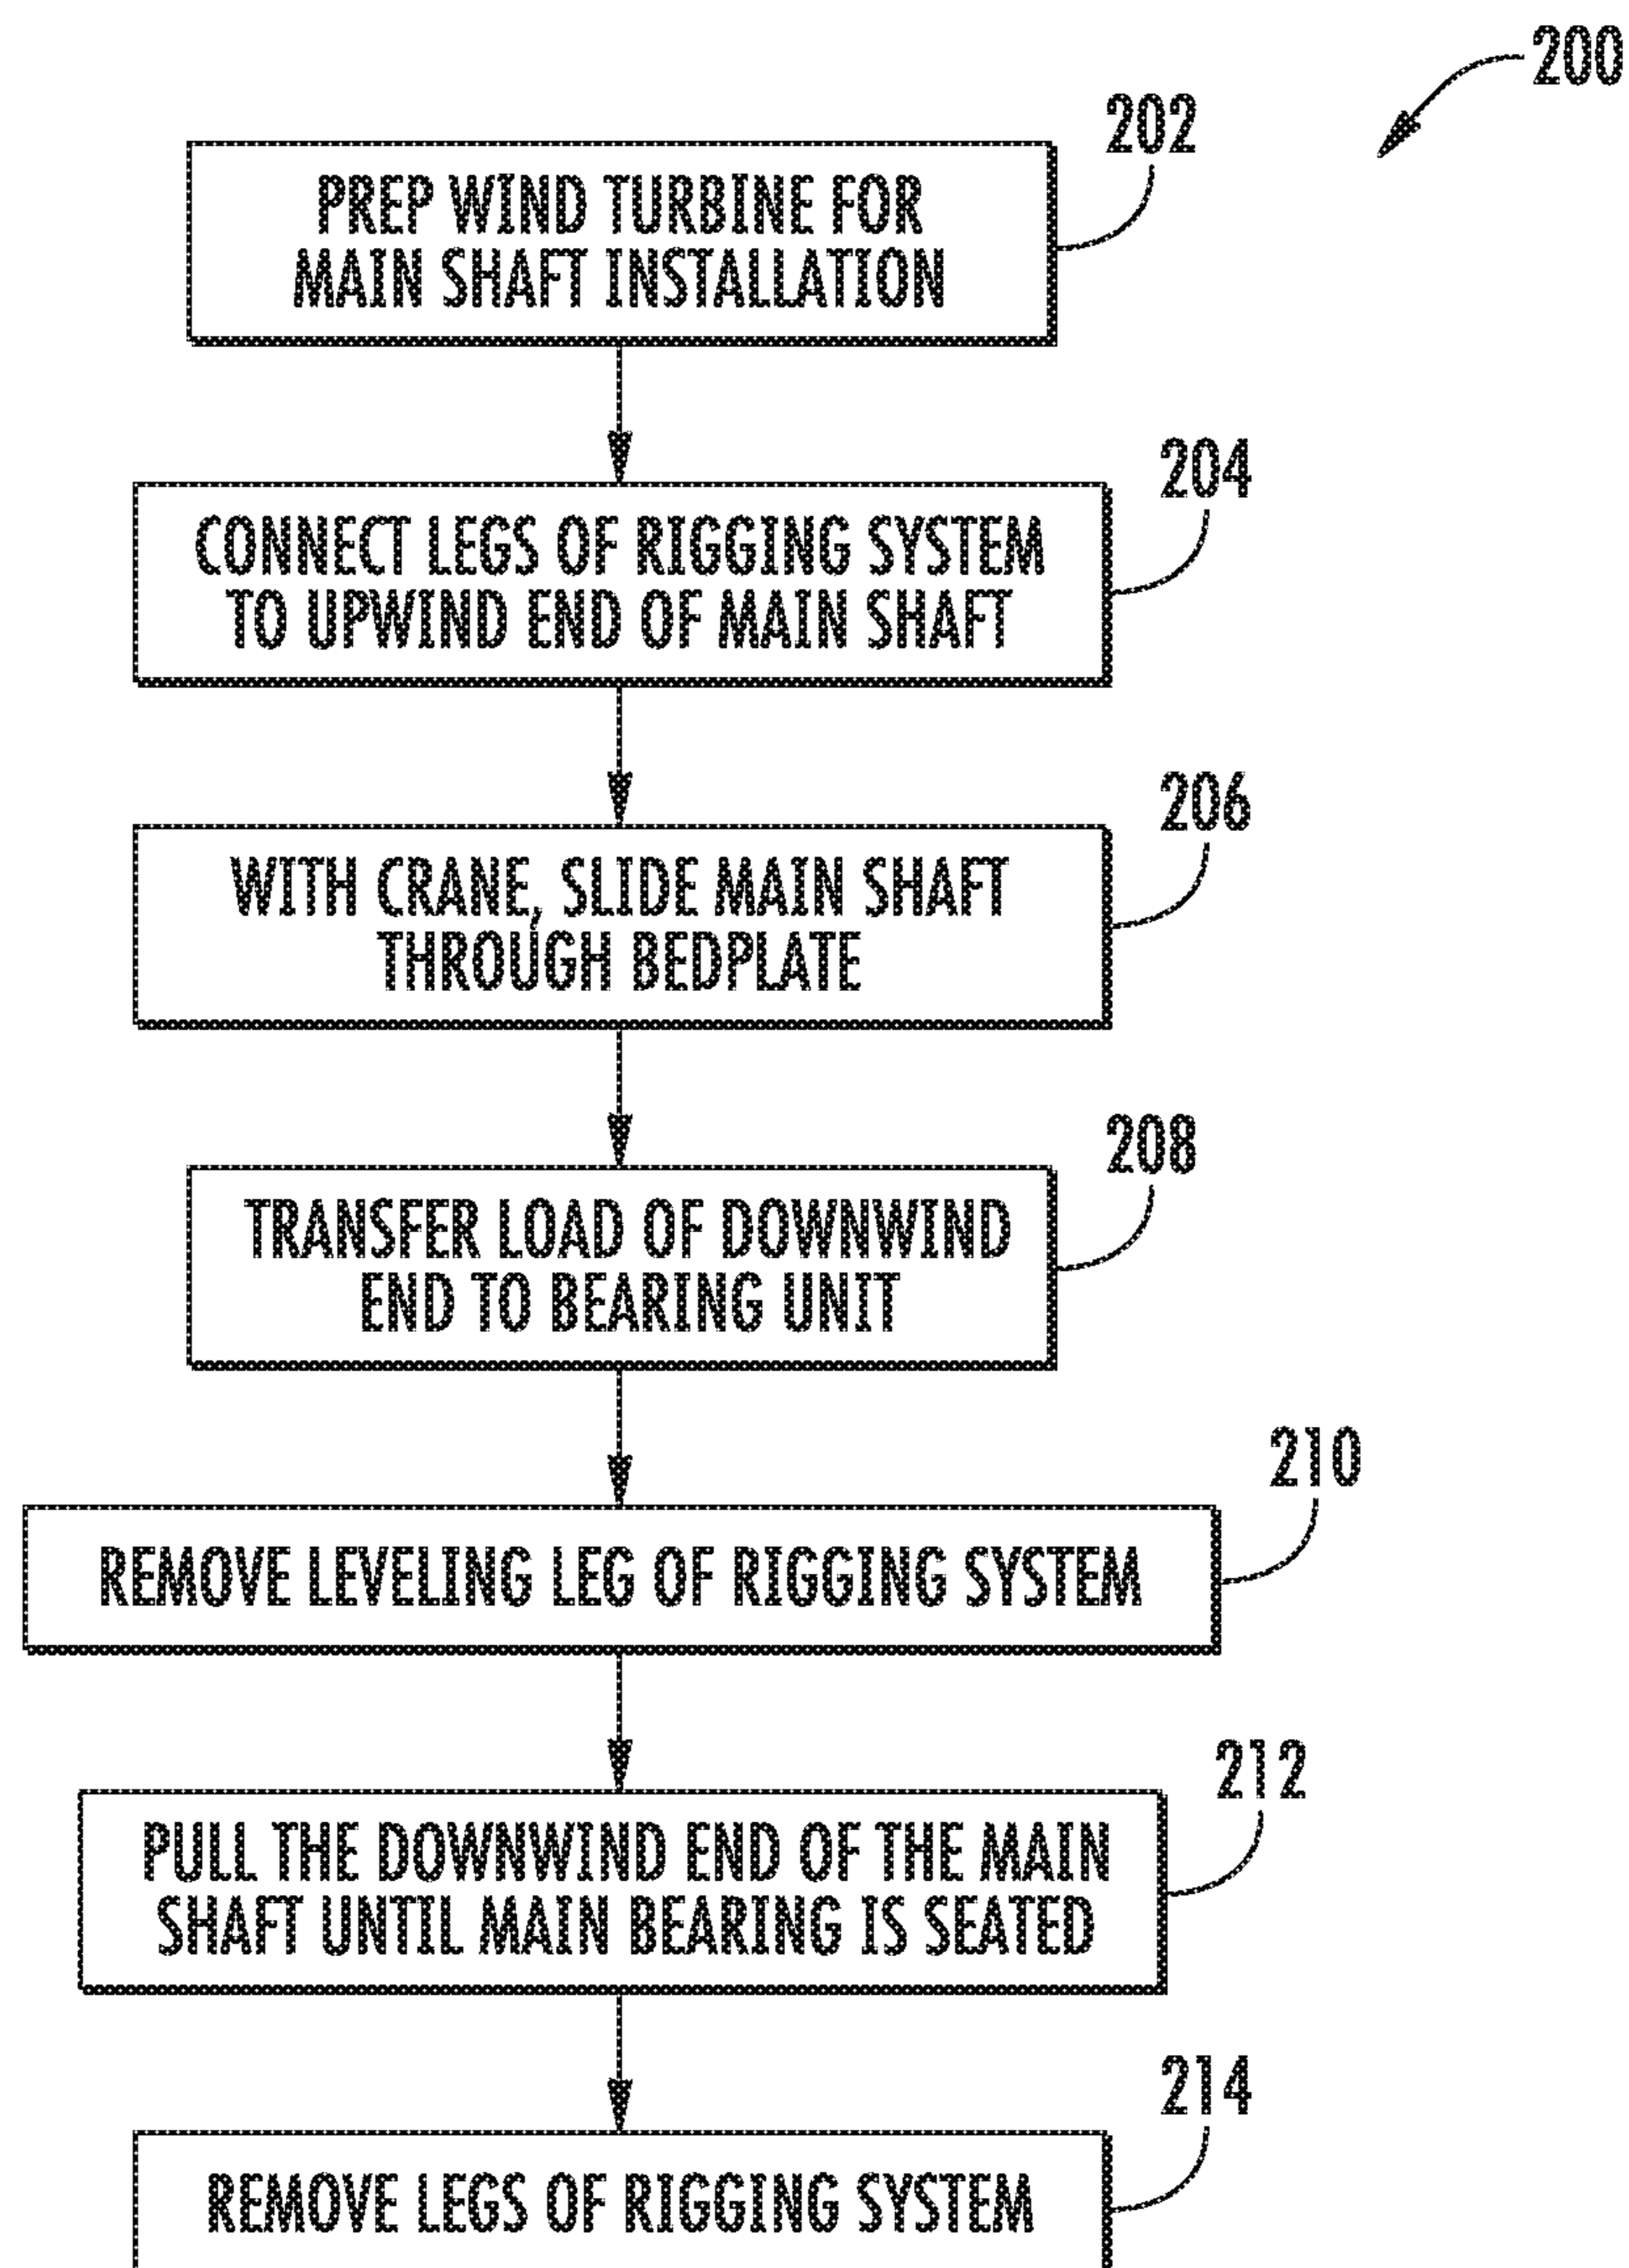 200
202
PREP WIND TURBINE FOR
MAIN SHAFT INSTALLATION
204
CONNECT LEGS OF RIGGING SYSTEM
TO UPWIND END OF MAIN SHAFT
206
WITH CRANE, SLIDE MAIN SHAFT
THROUGH BEDPLATE
208
TRANSFER LOAD OF DOWNWIND
END TO BEARING UNIT
210
REMOVE LEVELING LEG OF RIGGING SYSTEM
212
PULL THE DOWNWIND END OF THE MAIN
SHAFT UNTIL MAIN BEARING IS SEATED
214
REMOVE LEGS OF RIGGING SYSTEM